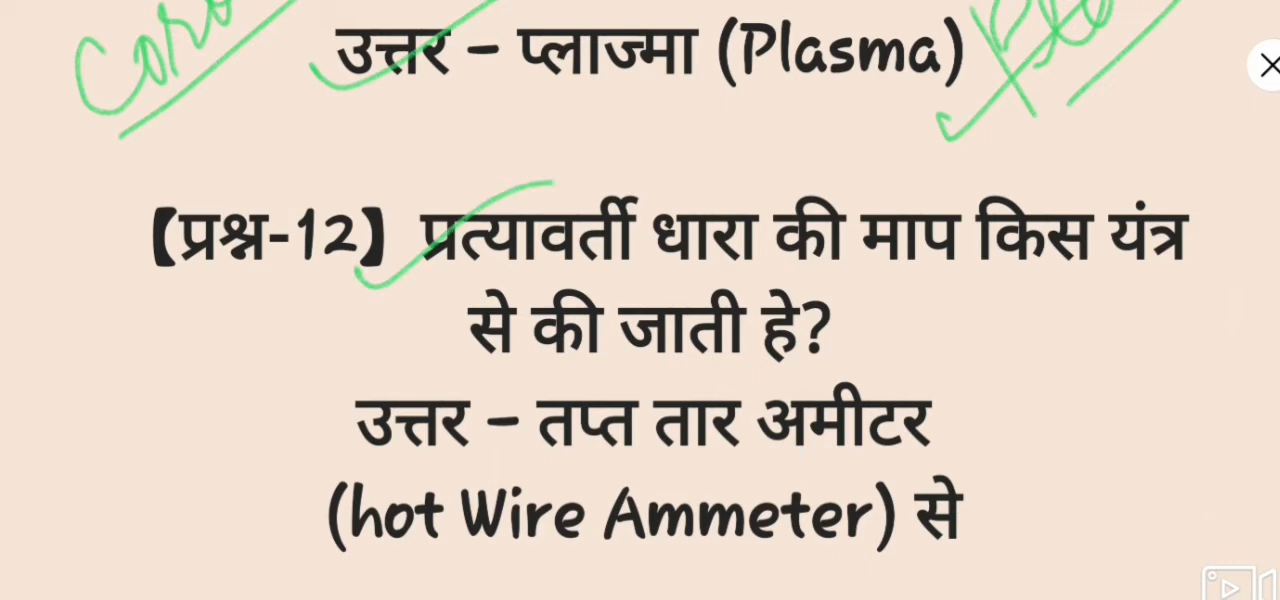 उत्तर – प्लाज्मा (Plasma)
【प्रश्न-12】 प्रत्यावर्ती धारा की माप किस यंत्र
से की जाती हे?
उत्तर – तप्त तार अमीटर
(hot Wire Ammeter) से